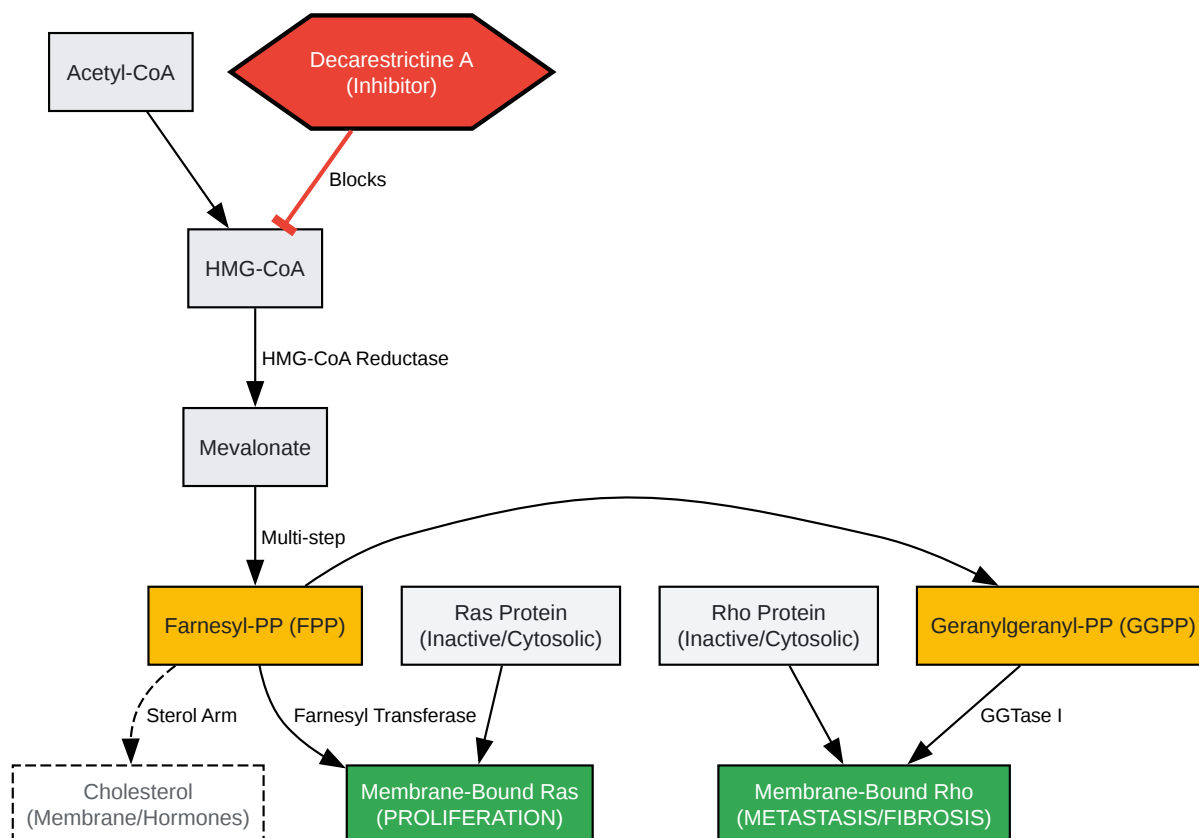 Acetyl-CoA
Decarestrictine A
(Inhibitor)
Blocks
HMG-CoA
HMG-CoA Reductase
Mevalonate
Multi-step
Farnesyl-PP (FPP)
Ras Protein
(Inactive/Cytosolic)
Rho Protein
(Inactive/Cytosolic)
Geranylgeranyl-PP (GGPP)
Sterol Arm
Farnesyl Transferase
GGTase I
Cholesterol
(Membrane/Hormones)
Membrane-Bound Ras
(PROLIFERATION)
Membrane-Bound Rho
(METASTASIS/FIBROSIS)